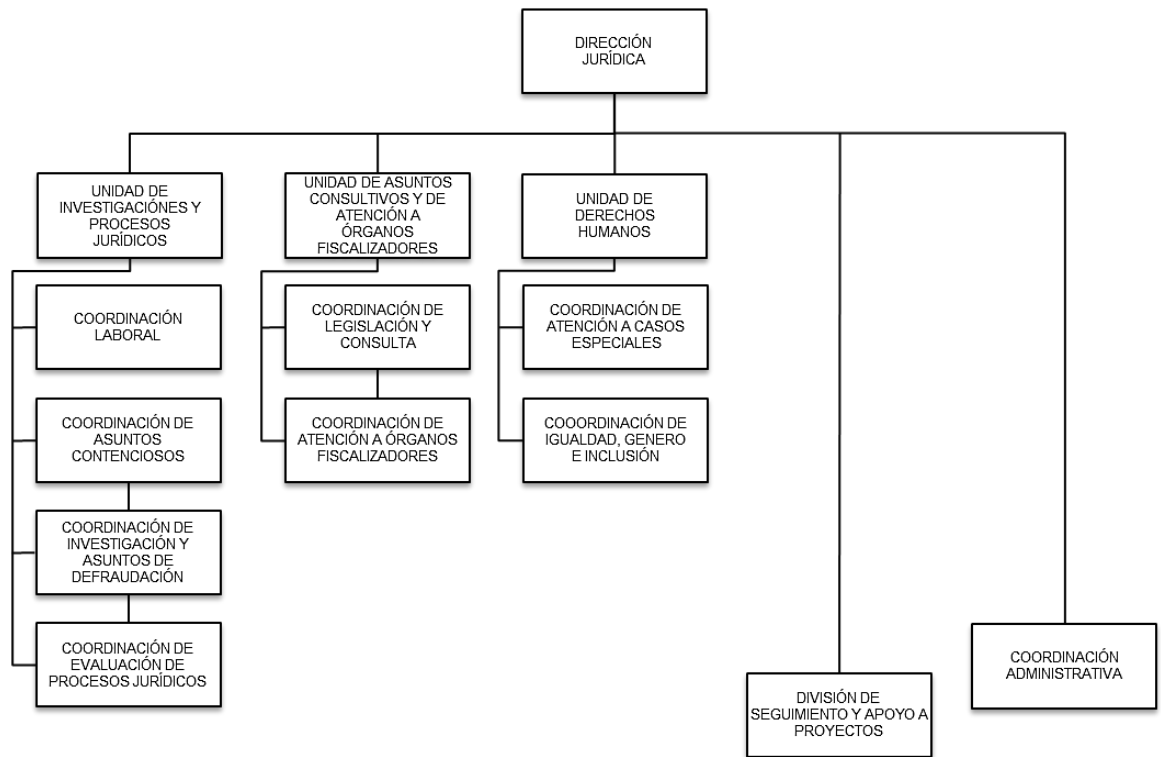 DIRECCIÓN
JURÍDICA
UNIDAD DE
INVESTIGACIÓNES Y
PROCESOS
JURÍDICOS
UNIDAD DE ASUNTOS
CONSULTIVOS Y DE
ATENCIÓN A
ÓRGANOS
FISCALIZADORES
UNIDAD DE
DERECHOS
HUMANOS
COORDINACIÓN
LABORAL
COORDINACIÓN DE
LEGISLACIÓN Y
CONSULTA
COORDINACIÓN DE
ATENCIÓN A CASOS
ESPECIALES
COORDINACIÓN DE
ASUNTOS
CONTENCIOSOS
COORDINACIÓN DE
ATENCIÓN A ÓRGANOS
FISCALIZADORES
COOORDINACIÓN DE
IGUALDAD, GENERO
E INCLUSIÓN
COORDINACIÓN DE
INVESTIGACIÓN Y
ASUNTOS DE
DEFRAUDACIÓN
COORDINACIÓN DE
EVALUACIÓN DE
PROCESOS JURÍDICOS
DIVISIÓN DE
SEGUIMIENTO Y APOYO A
PROYECTOS
COORDINACIÓN
ADMINISTRATIVA